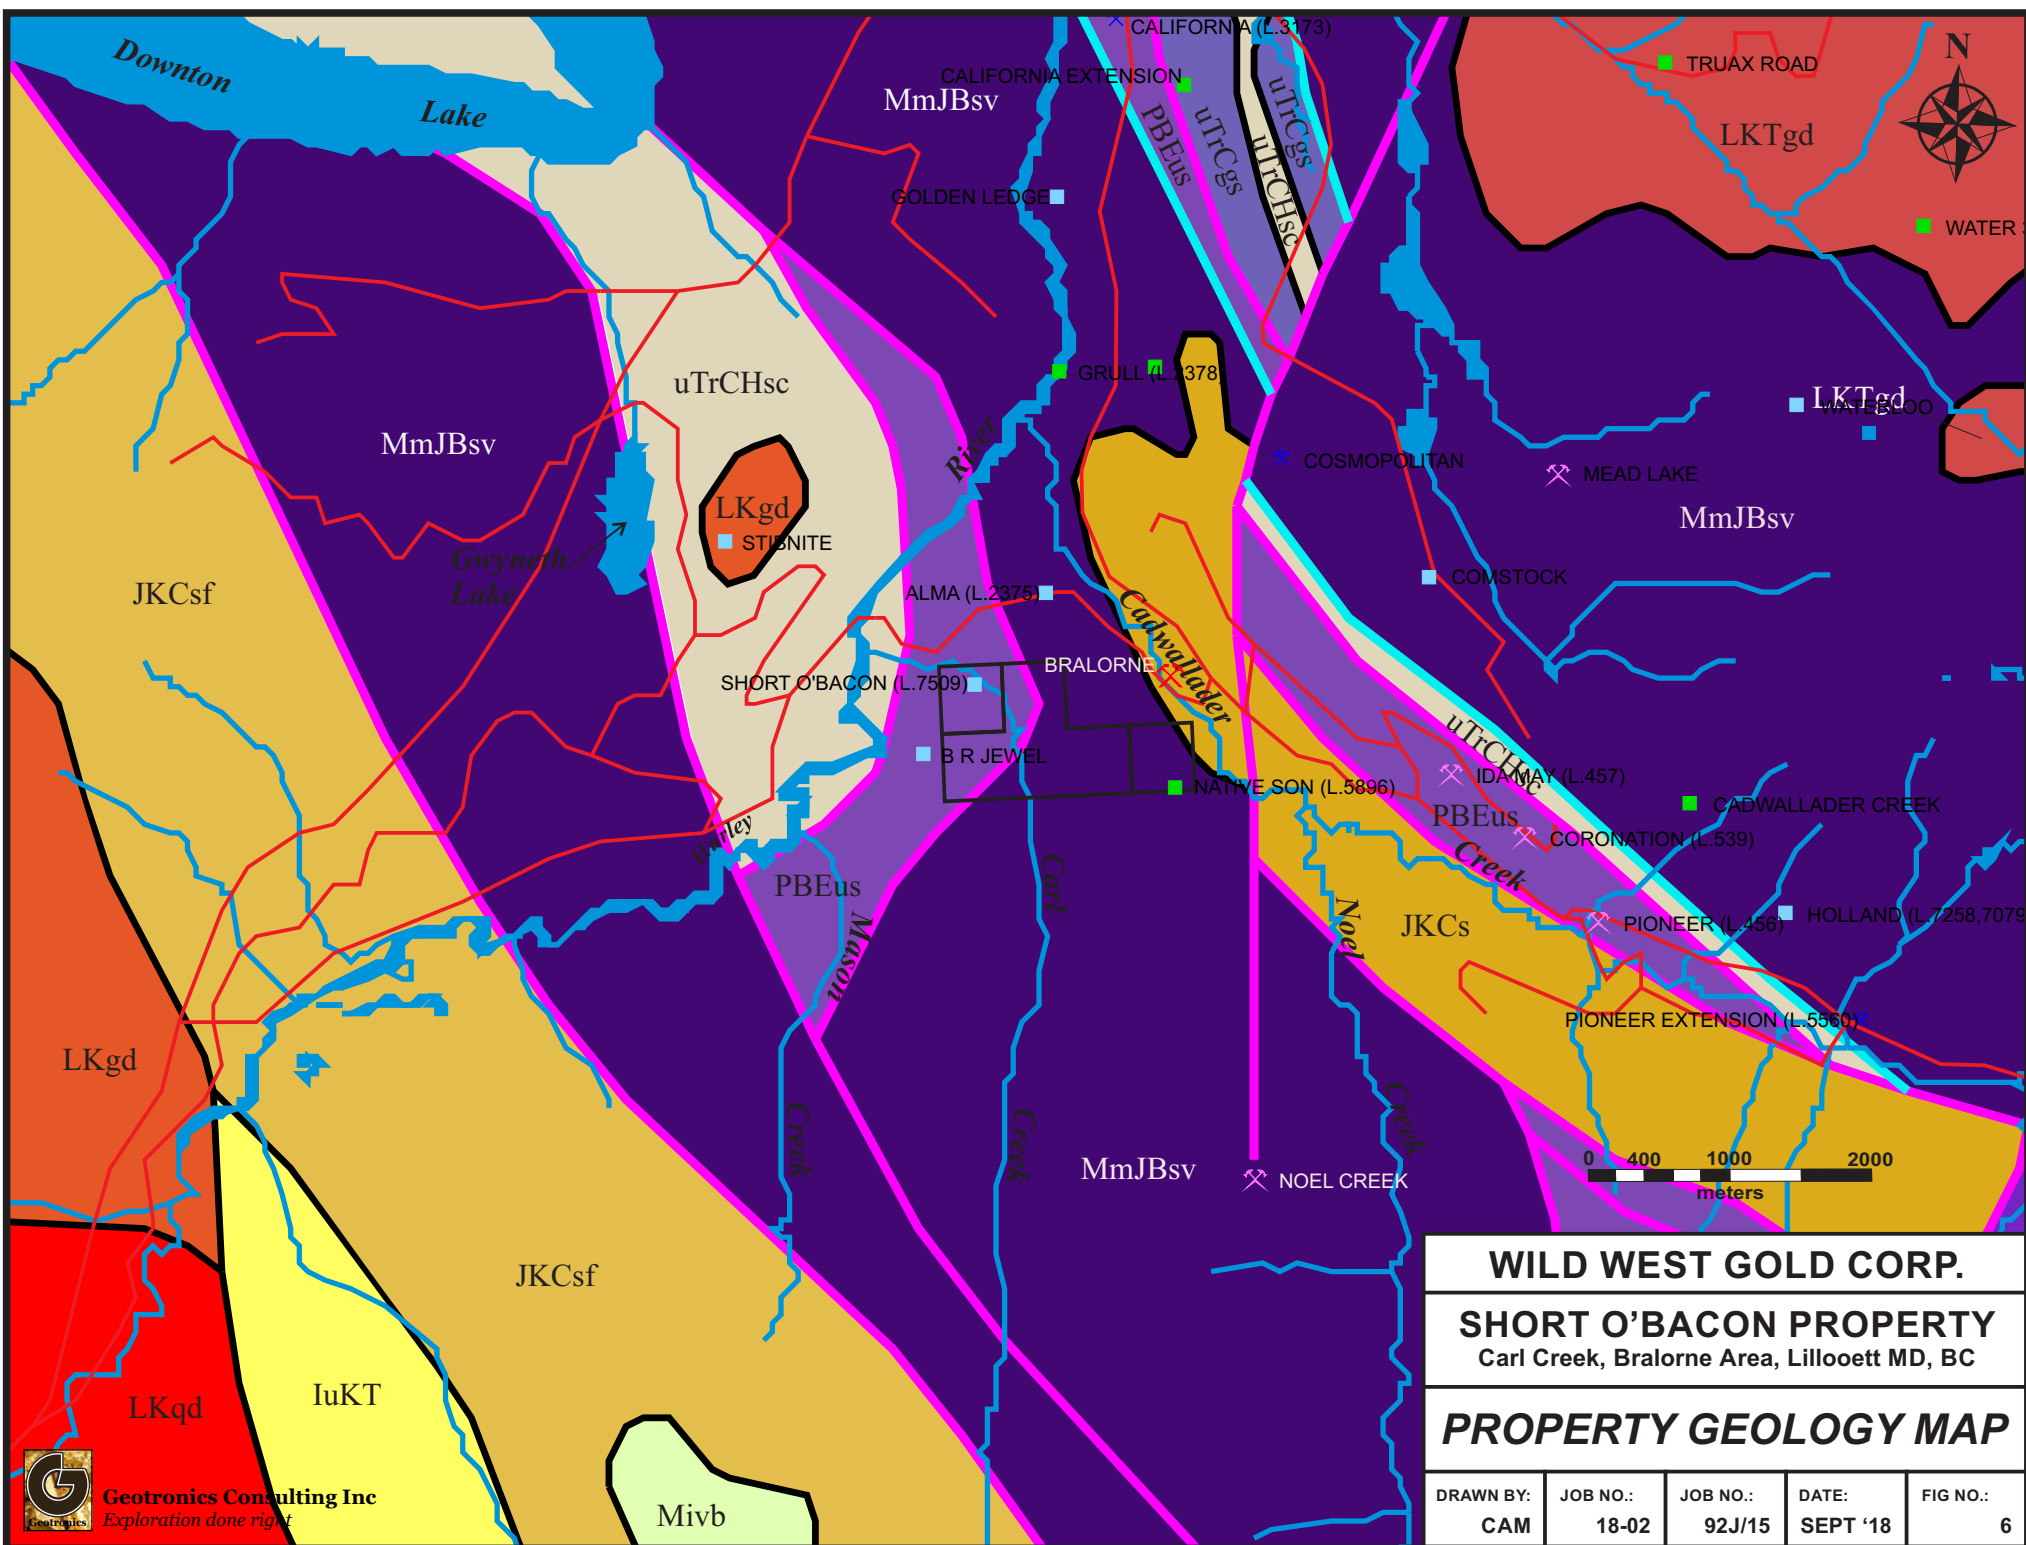 CALIFORNIA (L.3173)
Downton
Lake
N
TRUAX ROAD
CALIFORNIA EXTENSION
MmJBsv
PBEus
uTrCgs
uTrCHsc
uTrCgs
LKTgd
GOLDEN LEDGE
WATER
GRULL (L.2378)
uTrCHsc
LKTgd
WATERLOO
MmJBsv
River
COSMOPOLITAN
MEAD LAKE
LKgd
STIBNITE
MmJBsv
Gwyneth
Lake
JKCsf
ALMA (L.2375)
COMSTOCK
Cadwallader
BRALORNE
SHORT O'BACON (L.7509)
B R JEWEL
NATIVE SON (L.5896)
uTrCHsc
IDA MAY (L.457)
PBEus
CADWALLADER CREEK
CORONATION (L.539)
Creek
Hurley
PBEus
Carl
Mason
Noel
JKCs
PIONEER (L.456)
HOLLAND (L.7258,7079
PIONEER EXTENSION (L.5560)
LKgd
Creek
Creek
Creek
MmJBsv
NOEL CREEK
0 400 1000 2000
meters
JKCsf
IuKT
LKqd
Mivb
Geotronics
Geotronics Consulting Inc
Exploration done right
WILD WEST GOLD CORP.
SHORT O’BACON PROPERTY
Carl Creek, Bralorne Area, Lillooett MD, BC
PROPERTY GEOLOGY MAP
DRAWN BY: JOB NO.: JOB NO.: DATE: FIG NO.:
CAM 18-02 92J/15 SEPT ‘18 6